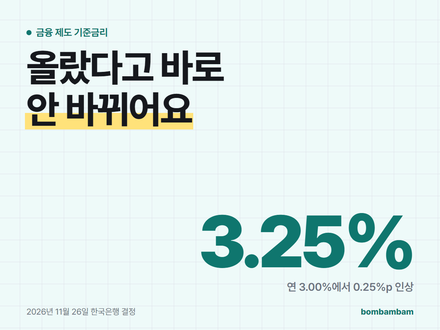 금융 제도 기준금리
올랐다고 바로
안 바뀌어요
3.25%
연 3.00%에서 0.25%p 인상
2026년 11월 26일 한국은행 결정
bombambam